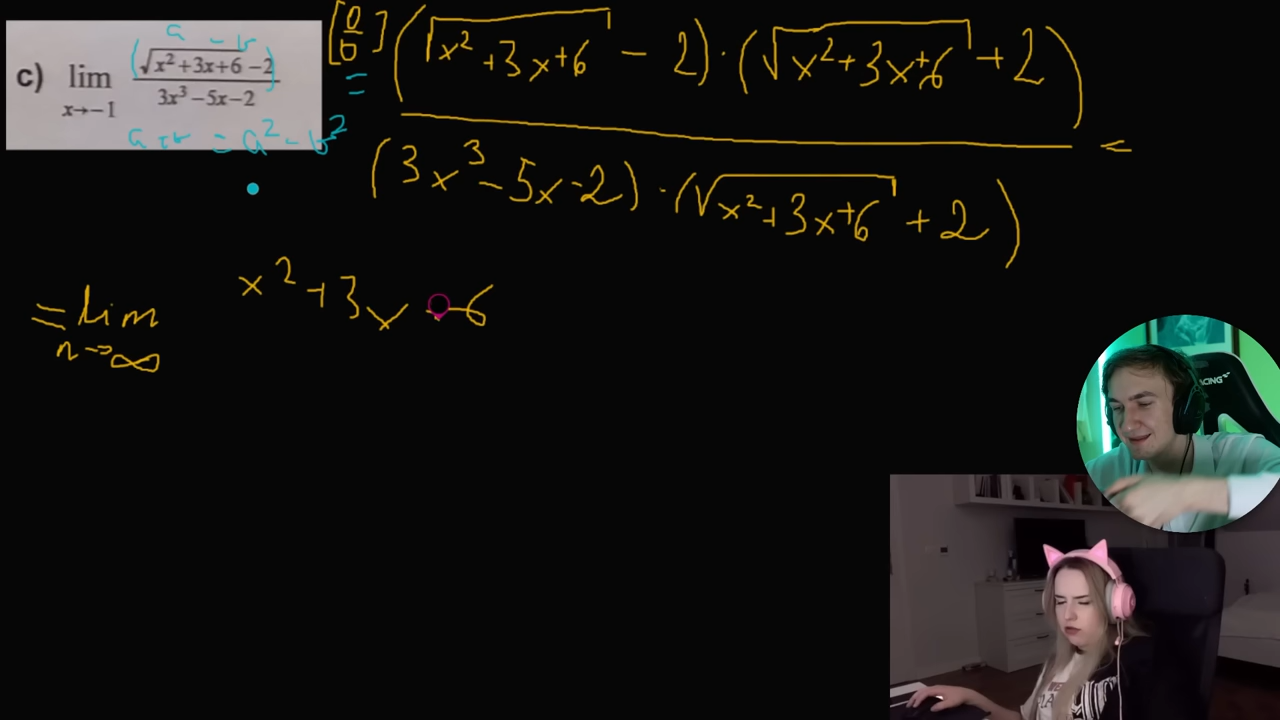 a - b
c) lim x→-1 (√(x²+3x+6 -2)) / (3x³-5x-2)
a+b = a² - b²
[0/0] = ((√(x²+3x+6) - 2)·(√(x²+3x+6) + 2)) / ((3x³-5x-2)·(√(x²+3x+6) + 2)) =
= lim n→∞ x²+3x -6
RACING